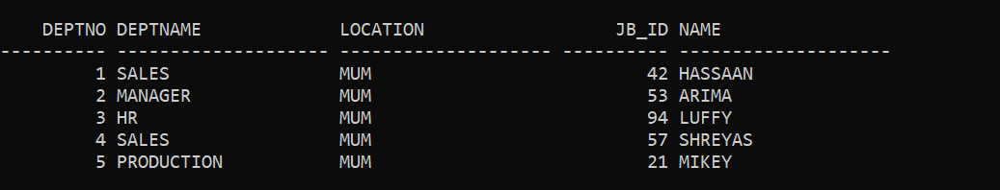 DEPTNO DEPTNAME LOCATION JB_ID NAME
---------- -------------------- -------------------- ---------- --------------------
1 SALES MUM 42 HASSAAN
2 MANAGER MUM 53 ARIMA
3 HR MUM 94 LUFFY
4 SALES MUM 57 SHREYAS
5 PRODUCTION MUM 21 MIKEY